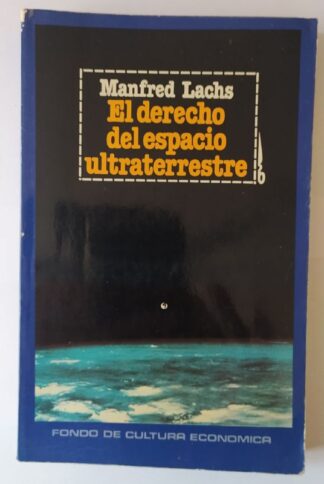 Manfred Lachs
El derecho
del espacio
ultraterrestre
FONDO DE CULTURA ECONOMICA